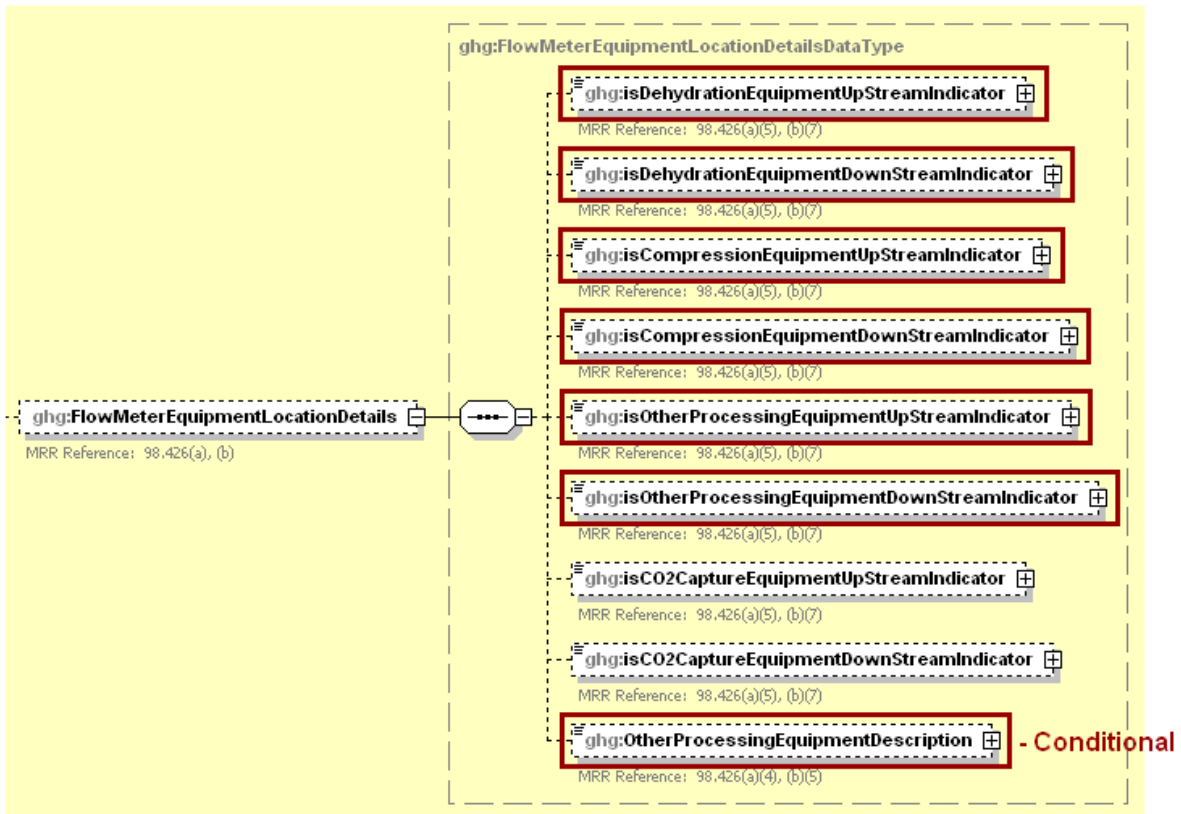 ghg:FlowMeterEquipmentLocationDetailsDataType
ghg:isDehydrationEquipmentUpStreamIndicator
MRR Reference: 98.426(a)(5), (b)(7)
ghg:isDehydrationEquipmentDownStreamIndicator
MRR Reference: 98.426(a)(5), (b)(7)
ghg:isCompressionEquipmentUpStreamIndicator
MRR Reference: 98.426(a)(5), (b)(7)
ghg:isCompressionEquipmentDownStreamIndicator
MRR Reference: 98.426(a)(5), (b)(7)
ghg:FlowMeterEquipmentLocationDetails
MRR Reference: 98.426(a), (b)
ghg:isOtherProcessingEquipmentUpStreamIndicator
MRR Reference: 98.426(a)(5), (b)(7)
ghg:isOtherProcessingEquipmentDownStreamIndicator
MRR Reference: 98.426(a)(5), (b)(7)
ghg:isCO2CaptureEquipmentUpStreamIndicator
MRR Reference: 98.426(a)(5), (b)(7)
ghg:isCO2CaptureEquipmentDownStreamIndicator
MRR Reference: 98.426(a)(5), (b)(7)
ghg:OtherProcessingEquipmentDescription - Conditional
MRR Reference: 98.426(a)(4), (b)(5)